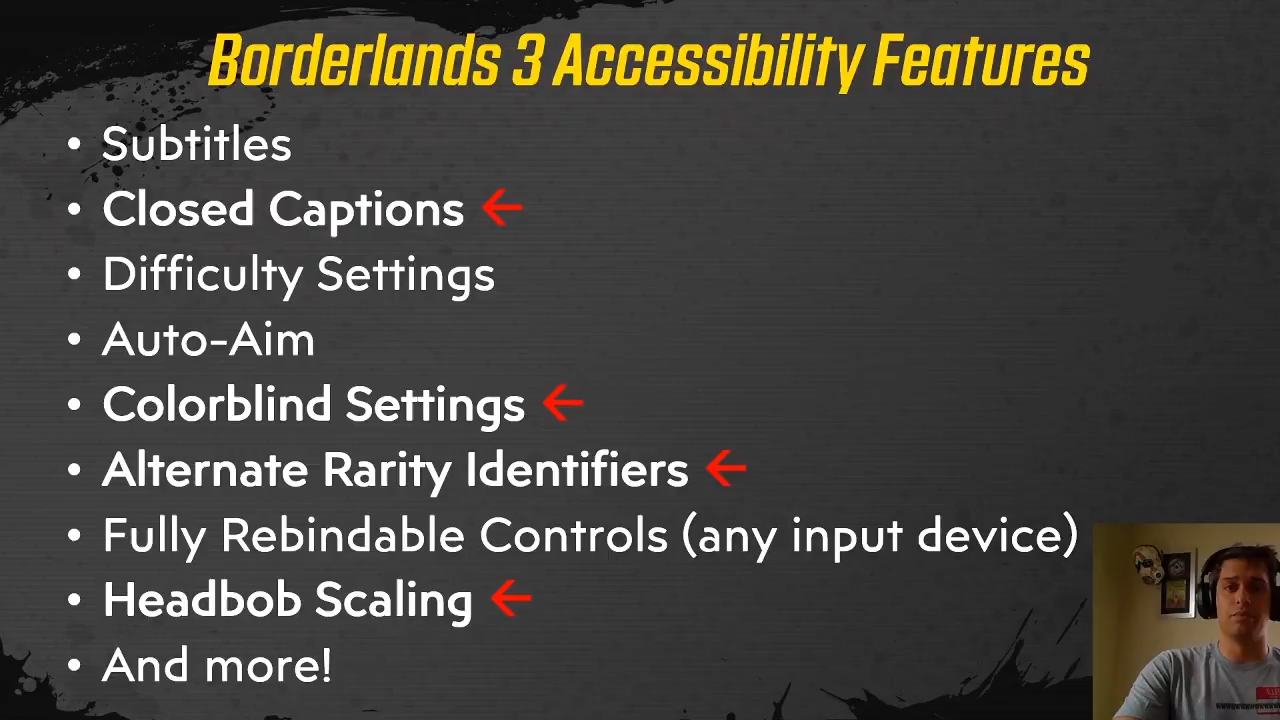 Borderlands 3 Accessibility Features
• Subtitles
• Closed Captions ←
• Difficulty Settings
• Auto-Aim
• Colorblind Settings ←
• Alternate Rarity Identifiers ←
• Fully Rebindable Controls (any input device)
• Headbob Scaling ←
• And more!